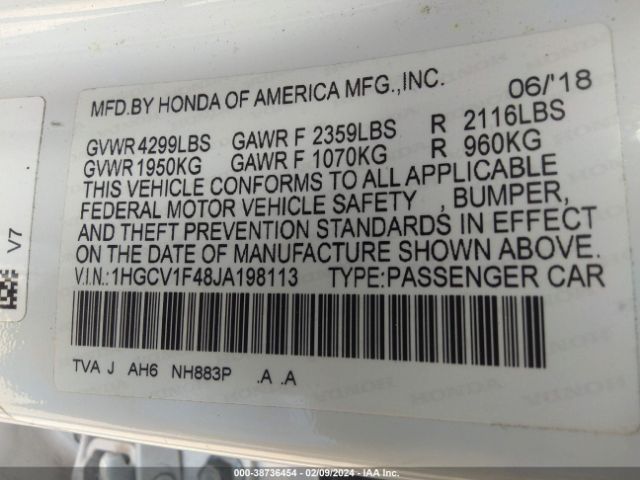 MFD.BY HONDA OF AMERICA MFG.,INC. 06/'18
GVWR 4299LBS GAWR F 2359LBS R 2116LBS
GVWR 1950KG GAWR F 1070KG R 960KG
THIS VEHICLE CONFORMS TO ALL APPLICABLE
FEDERAL MOTOR VEHICLE SAFETY , BUMPER,
AND THEFT PREVENTION STANDARDS IN EFFECT
ON THE DATE OF MANUFACTURE SHOWN ABOVE.
V.I.N.:1HGCV1F48JA198113 TYPE:PASSENGER CAR
TVA J AH6 NH883P .A .A
V7
000-38736454 - 02/09/2024 - IAA Inc.